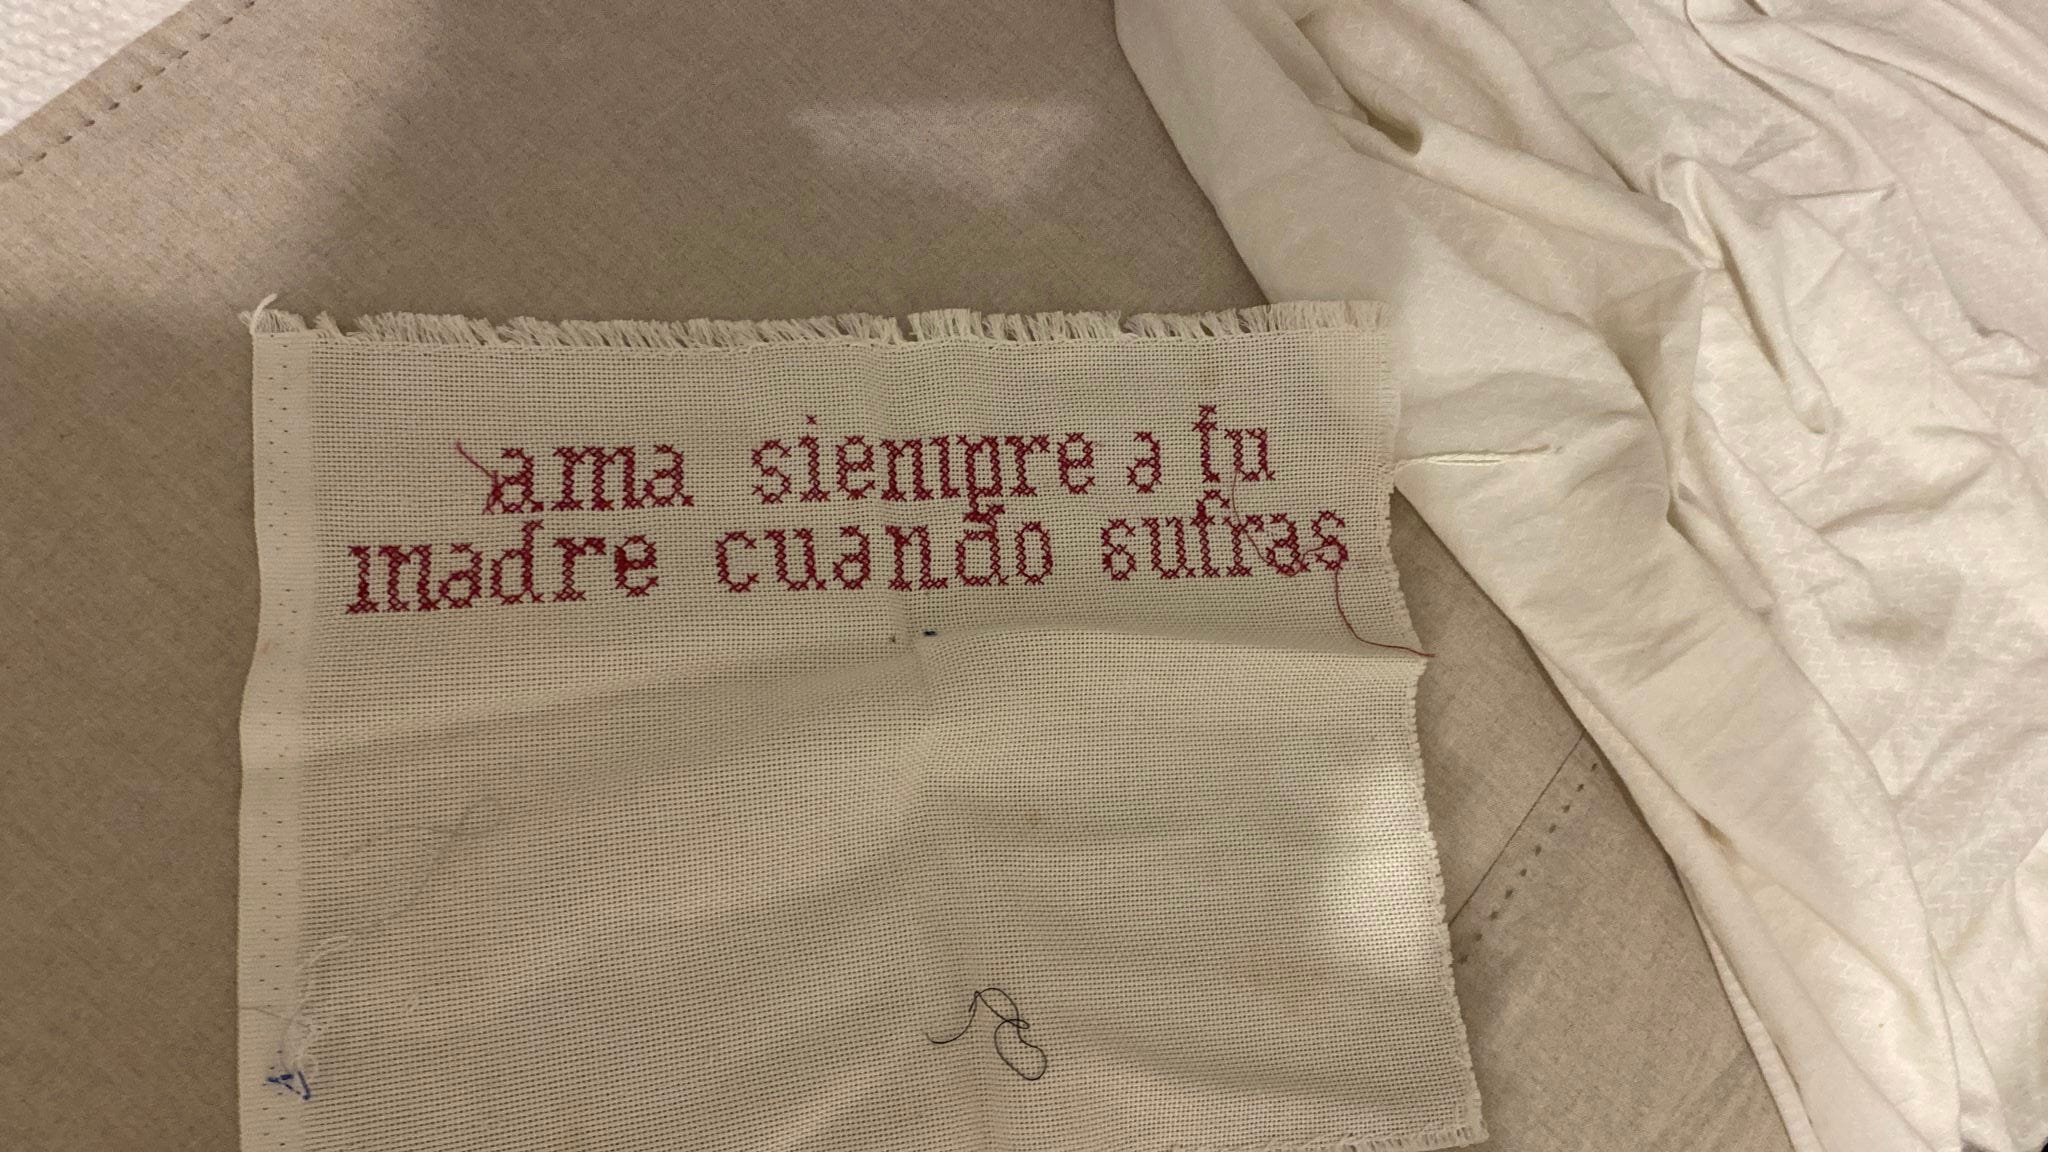 ama siempre a tu
madre cuando sufras